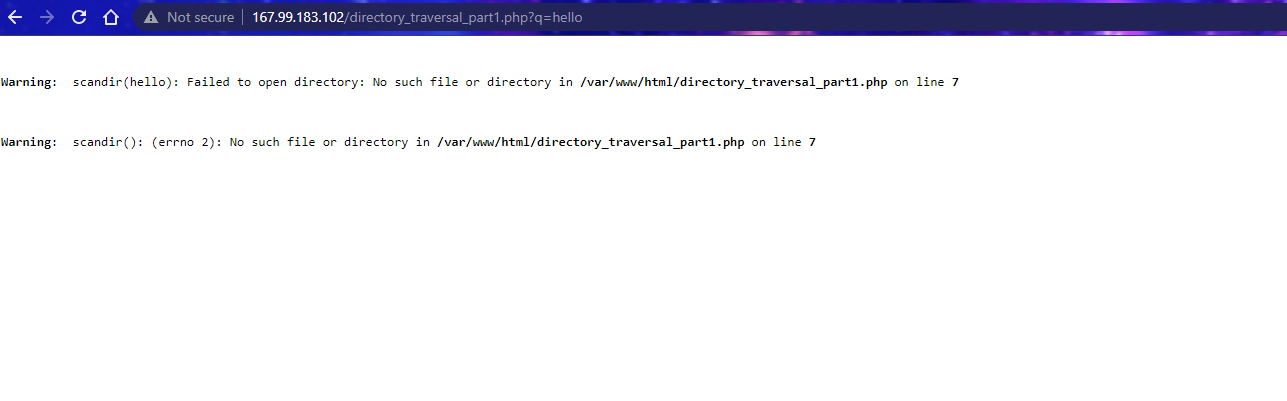 Not secure | 167.99.183.102/directory_traversal_part1.php?q=hello
Warning: scandir(hello): Failed to open directory: No such file or directory in /var/www/html/directory_traversal_part1.php on line 7
Warning: scandir(): (errno 2): No such file or directory in /var/www/html/directory_traversal_part1.php on line 7